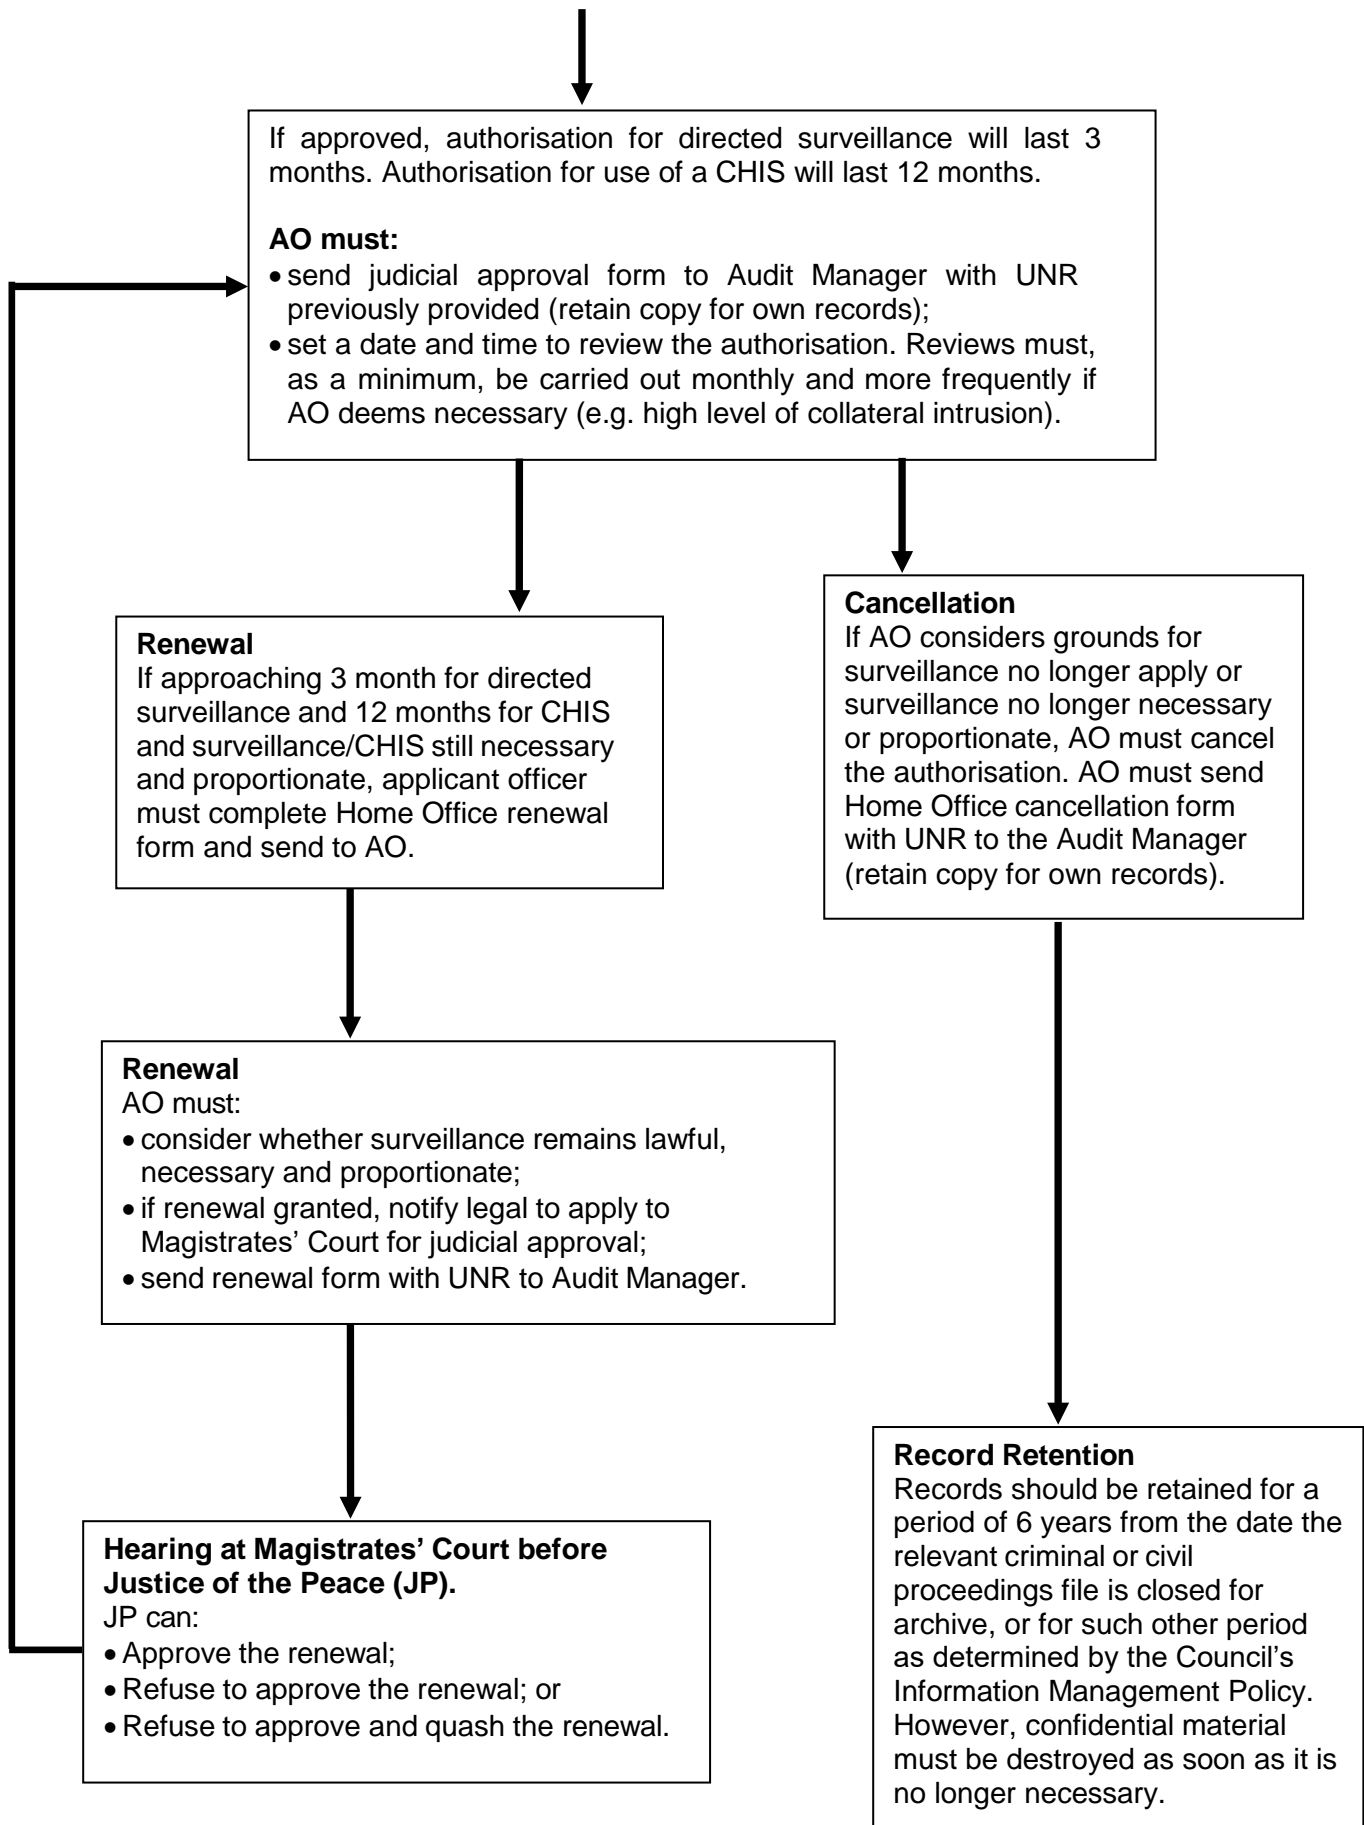 If approved, authorisation for directed surveillance will last 3
months. Authorisation for use of a CHIS will last 12 months.
AO must:
• send judicial approval form to Audit Manager with UNR
previously provided (retain copy for own records);
• set a date and time to review the authorisation. Reviews must,
as a minimum, be carried out monthly and more frequently if
AO deems necessary (e.g. high level of collateral intrusion).
Renewal
If approaching 3 month for directed
surveillance and 12 months for CHIS
and surveillance/CHIS still necessary
and proportionate, applicant officer
must complete Home Office renewal
form and send to AO.
Cancellation
If AO considers grounds for
surveillance no longer apply or
surveillance no longer necessary
or proportionate, AO must cancel
the authorisation. AO must send
Home Office cancellation form
with UNR to the Audit Manager
(retain copy for own records).
Renewal
AO must:
• consider whether surveillance remains lawful,
necessary and proportionate;
• if renewal granted, notify legal to apply to
Magistrates’ Court for judicial approval;
• send renewal form with UNR to Audit Manager.
Hearing at Magistrates’ Court before
Justice of the Peace (JP).
JP can:
• Approve the renewal;
• Refuse to approve the renewal; or
• Refuse to approve and quash the renewal.
Record Retention
Records should be retained for a
period of 6 years from the date the
relevant criminal or civil
proceedings file is closed for
archive, or for such other period
as determined by the Council’s
Information Management Policy.
However, confidential material
must be destroyed as soon as it is
no longer necessary.